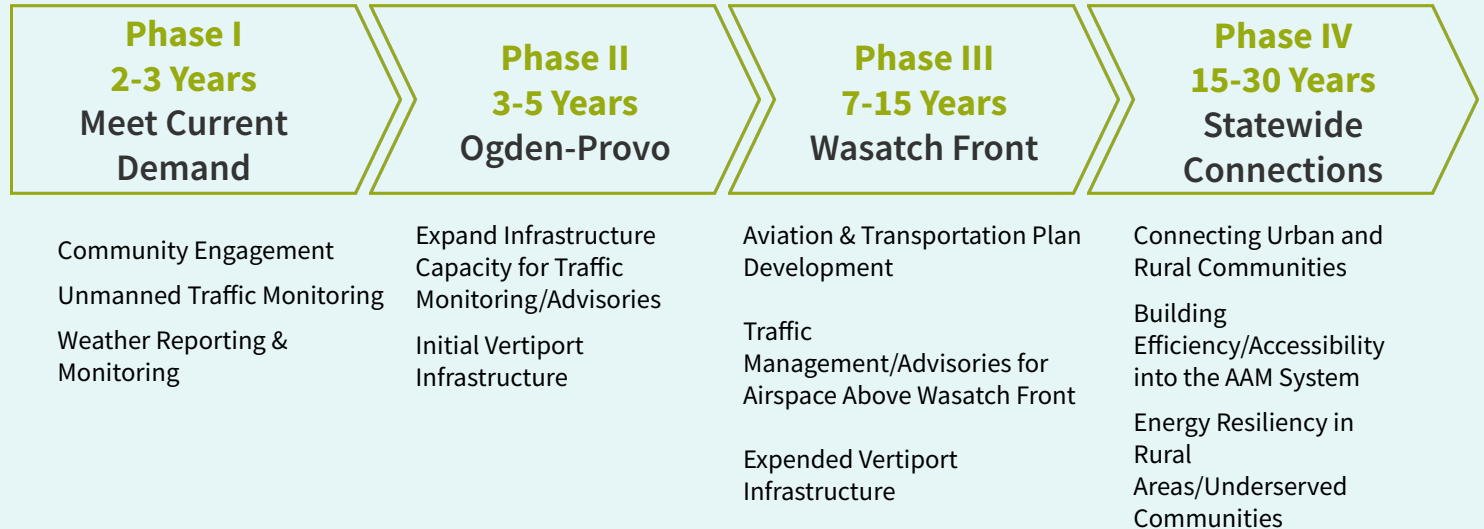 Phase I
2-3 Years
Meet Current
Demand
Community Engagement
Unmanned Traffic Monitoring
Weather Reporting &
Monitoring
Phase II
3-5 Years
Ogden-Provo
Expand Infrastructure
Capacity for Traffic
Monitoring/Advisories
Initial Vertiport
Infrastructure
Phase III
7-15 Years
Wasatch Front
Aviation & Transportation Plan
Development
Traffic
Management/Advisories for
Airspace Above Wasatch Front
Expended Vertiport
Infrastructure
Phase IV
15-30 Years
Statewide
Connections
Connecting Urban and
Rural Communities
Building
Efficiency/Accessibility
into the AAM System
Energy Resiliency in
Rural
Areas/Underserved
Communities